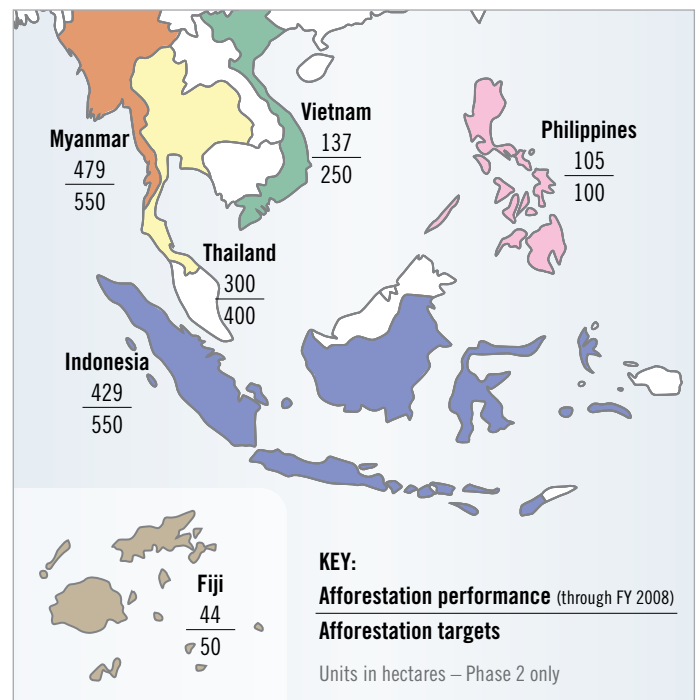 Vietnam
137
250
Philippines
105
100
Myanmar
479
550
Thailand
300
400
Indonesia
429
550
Fiji
44
50
KEY:
Afforestation performance (through FY 2008)
Afforestation targets
Units in hectares – Phase 2 only